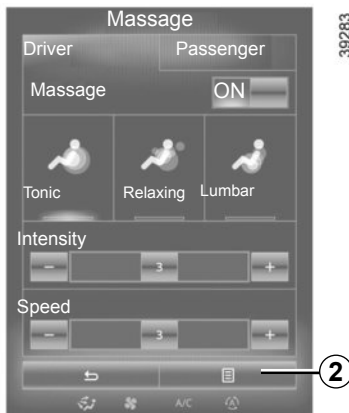 Massage
39283
Driver Passenger
Massage ON
Tonic Relaxing Lumbar
Intensity
- 3 +
Speed
- 3 +
2
A/C A